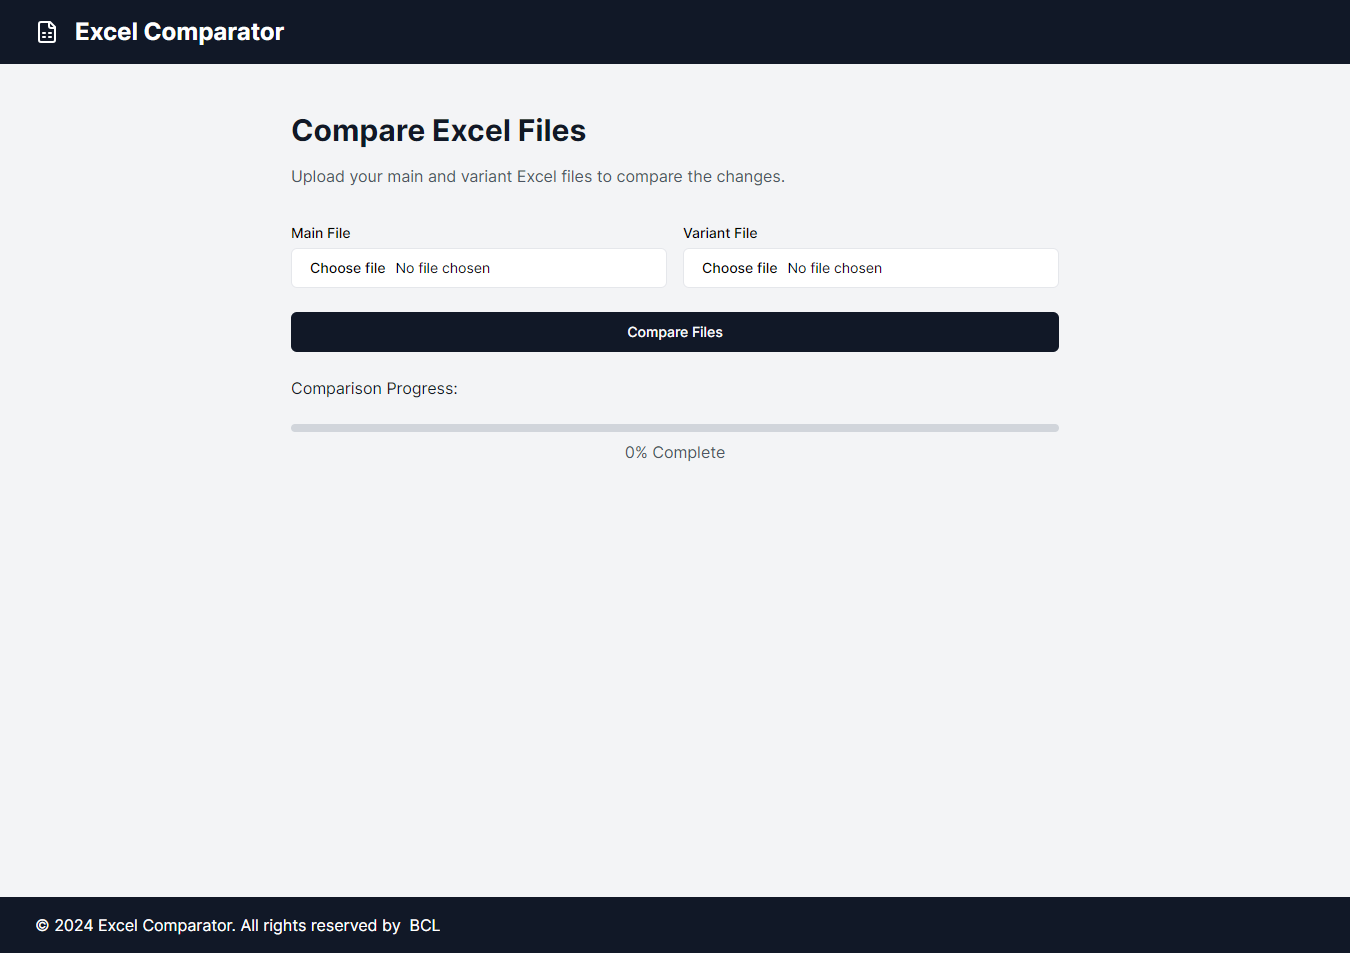 Excel Comparator
Compare Excel Files
Upload your main and variant Excel files to compare the changes.
Main File
Choose file No file chosen
Variant File
Choose file No file chosen
Compare Files
Comparison Progress:
0% Complete
© 2024 Excel Comparator. All rights reserved by BCL